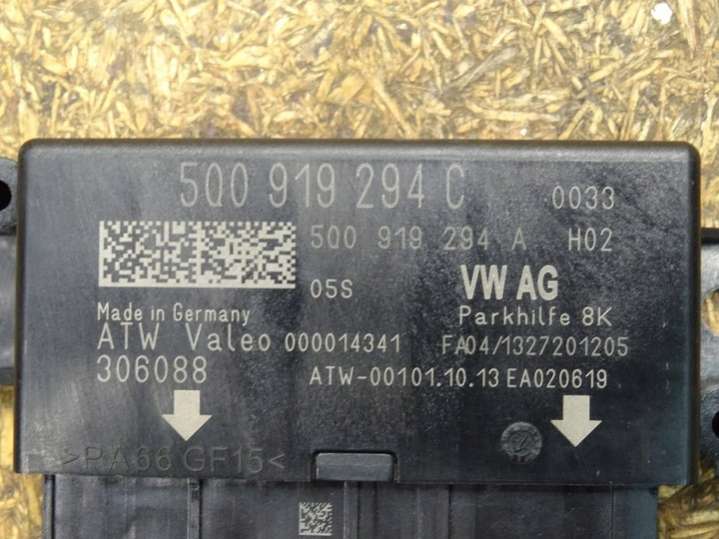 5Q0 919 294 C 0033
5Q0 919 294 A H02
05S VW AG
Made in Germany Parkhilfe 8K
ATW Valeo 000014341 FA04/1327201205
306088 ATW-00101.10.13 EA020619
>PA66 GF15<